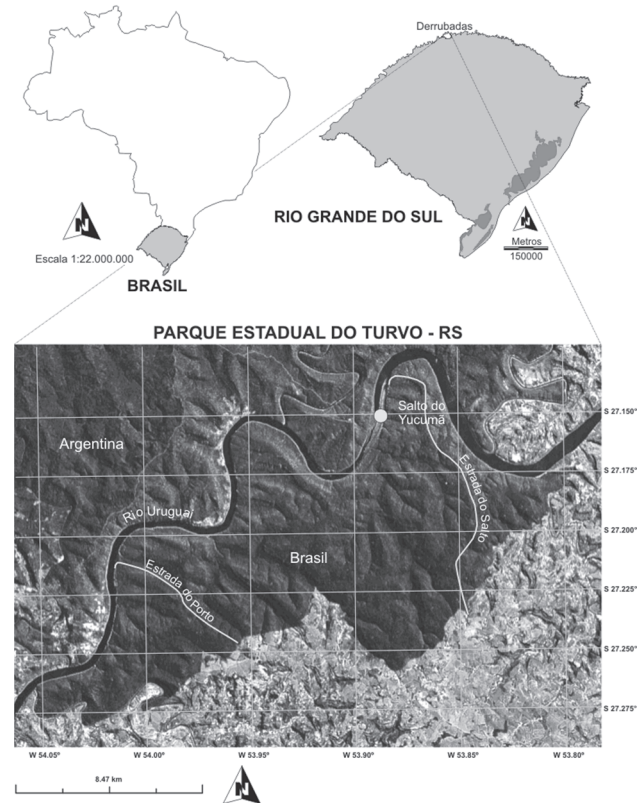 Derrubadas
N
Escala 1:22.000.000
BRASIL
RIO GRANDE DO SUL
N
Metros
150000
PARQUE ESTADUAL DO TURVO - RS
Argentina
Rio Uruguai
Estrada do Porto
Brasil
Salto do
Yucumã
Estrada do Salto
S 27.150°
S 27.175°
S 27.200°
S 27.225°
S 27.250°
S 27.275°
W 54.05°
W 54.00°
W 53.95°
W 53.90°
W 53.85°
W 53.80°
8.47 km
N